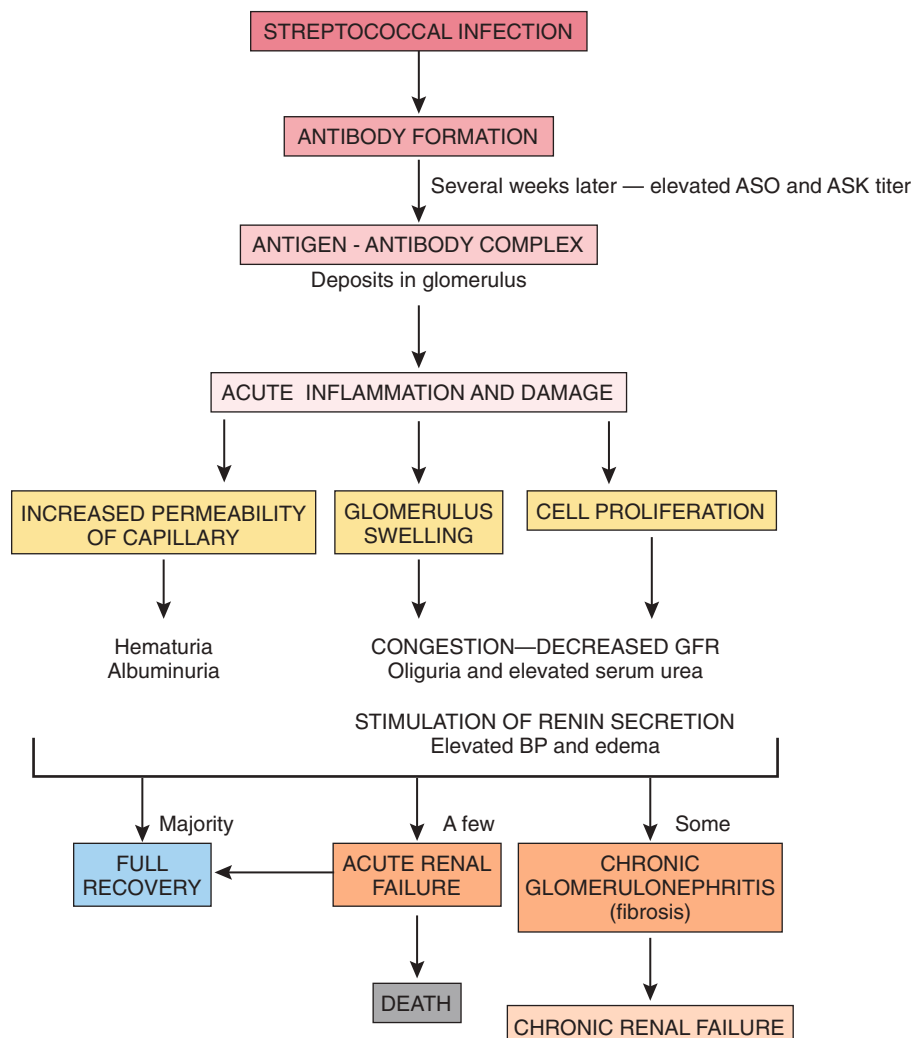 STREPTOCOCCAL INFECTION
ANTIBODY FORMATION
Several weeks later — elevated ASO and ASK titer
ANTIGEN - ANTIBODY COMPLEX
Deposits in glomerulus
ACUTE INFLAMMATION AND DAMAGE
INCREASED PERMEABILITY
OF CAPILLARY
GLOMERULUS
SWELLING
CELL PROLIFERATION
Hematuria
Albuminuria
CONGESTION—DECREASED GFR
Oliguria and elevated serum urea
STIMULATION OF RENIN SECRETION
Elevated BP and edema
Majority
A few
Some
FULL
RECOVERY
ACUTE RENAL
FAILURE
CHRONIC
GLOMERULONEPHRITIS
(fibrosis)
DEATH
CHRONIC RENAL FAILURE